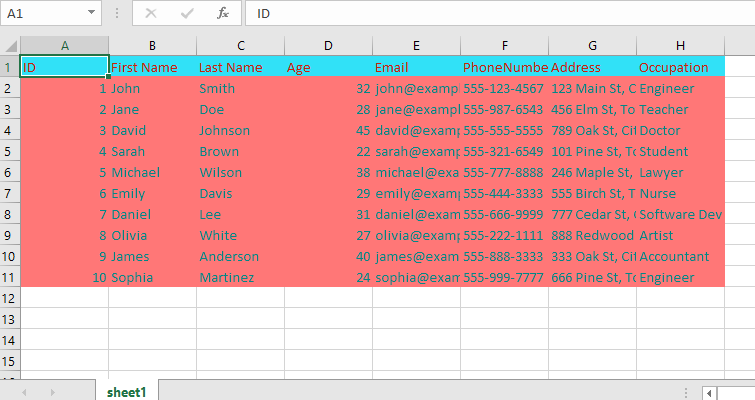 A1 fx ID
A B C D E F G H
1 ID First Name Last Name Age Email PhoneNumbe Address Occupation
2 1 John Smith 32 john@examp 555-123-4567 123 Main St, C Engineer
3 2 Jane Doe 28 jane@exampl 555-987-6543 456 Elm St, To Teacher
4 3 David Johnson 45 david@examp 555-555-5555 789 Oak St, Cit Doctor
5 4 Sarah Brown 22 sarah@examp 555-321-6549 101 Pine St, To Student
6 5 Michael Wilson 38 michael@exa 555-777-8888 246 Maple St, Lawyer
7 6 Emily Davis 29 emily@examp 555-444-3333 555 Birch St, T Nurse
8 7 Daniel Lee 31 daniel@exam 555-666-9999 777 Cedar St, Software Dev
9 8 Olivia White 27 olivia@examp 555-222-1111 888 Redwood Artist
10 9 James Anderson 40 james@exam 555-888-3333 333 Oak St, Cit Accountant
11 10 Sophia Martinez 24 sophia@exam 555-999-7777 666 Pine St, To Engineer
12
13
14
15
sheet1